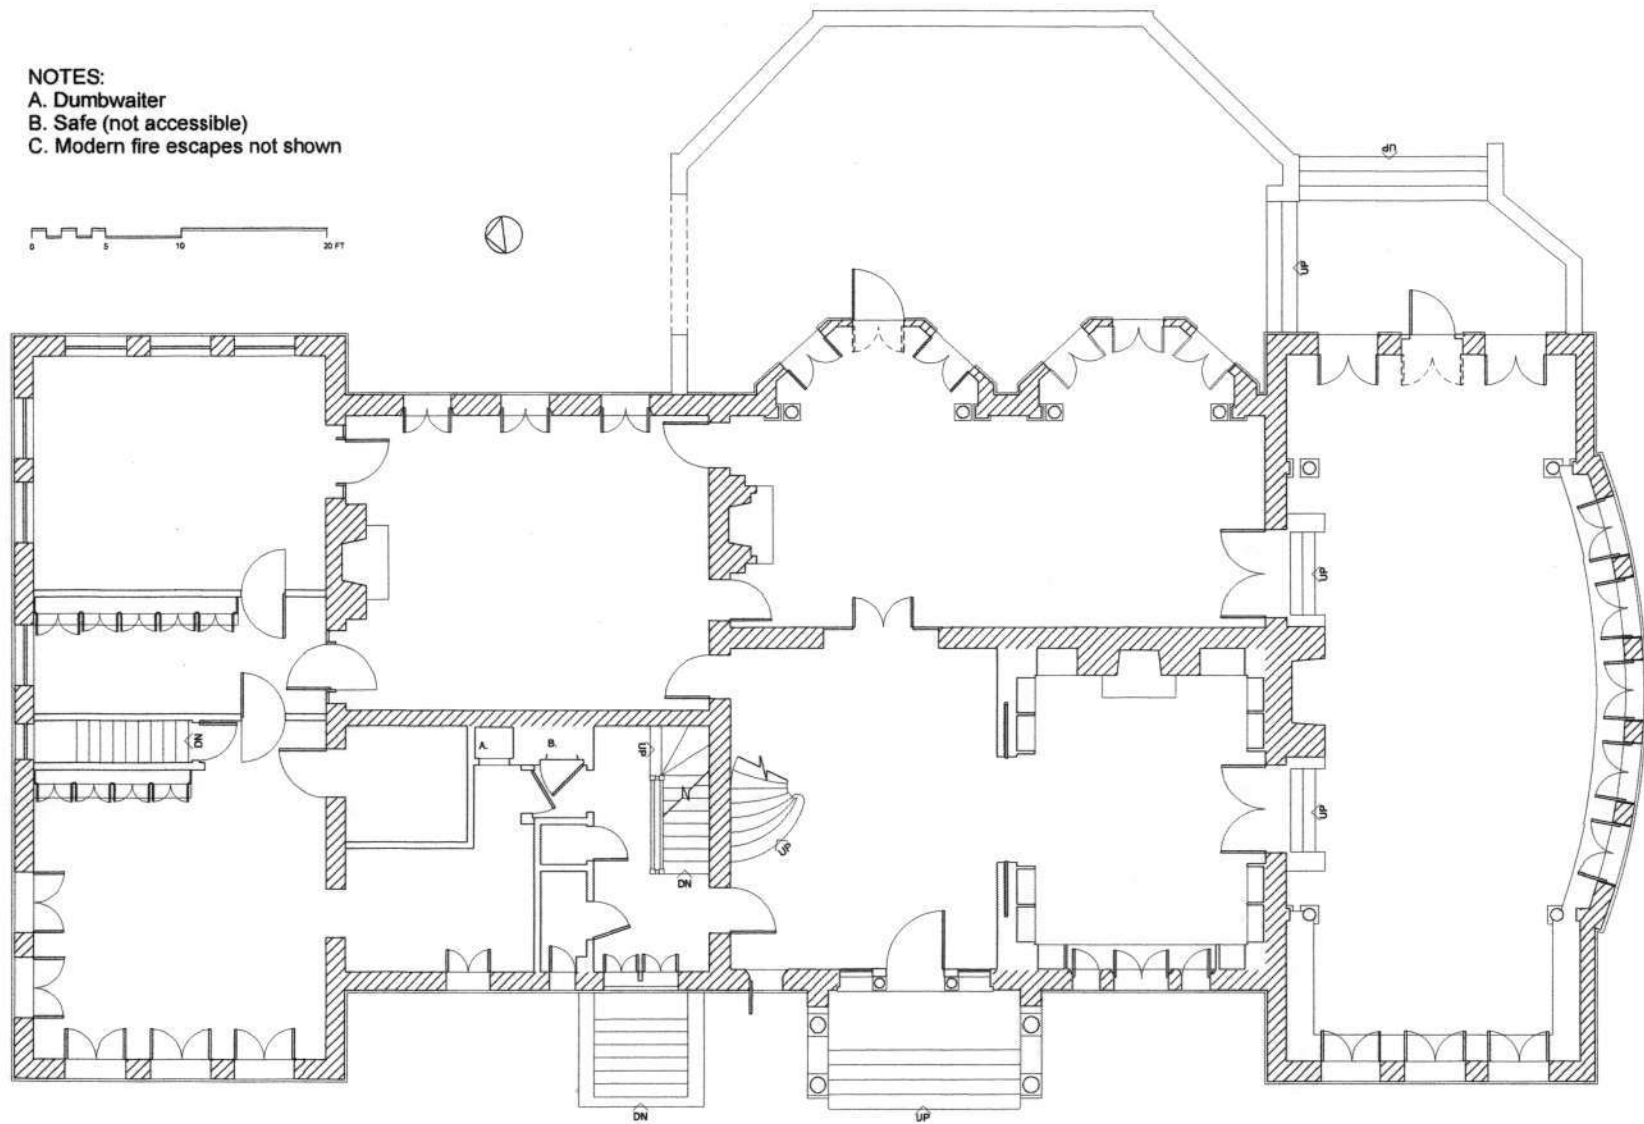 NOTES:
A. Dumbwaiter
B. Safe (not accessible)
C. Modern fire escapes not shown
0 5 10 20 FT
UP
UP
UP
DN
A.
B.
UP
UP
DN
UP
DN
UP